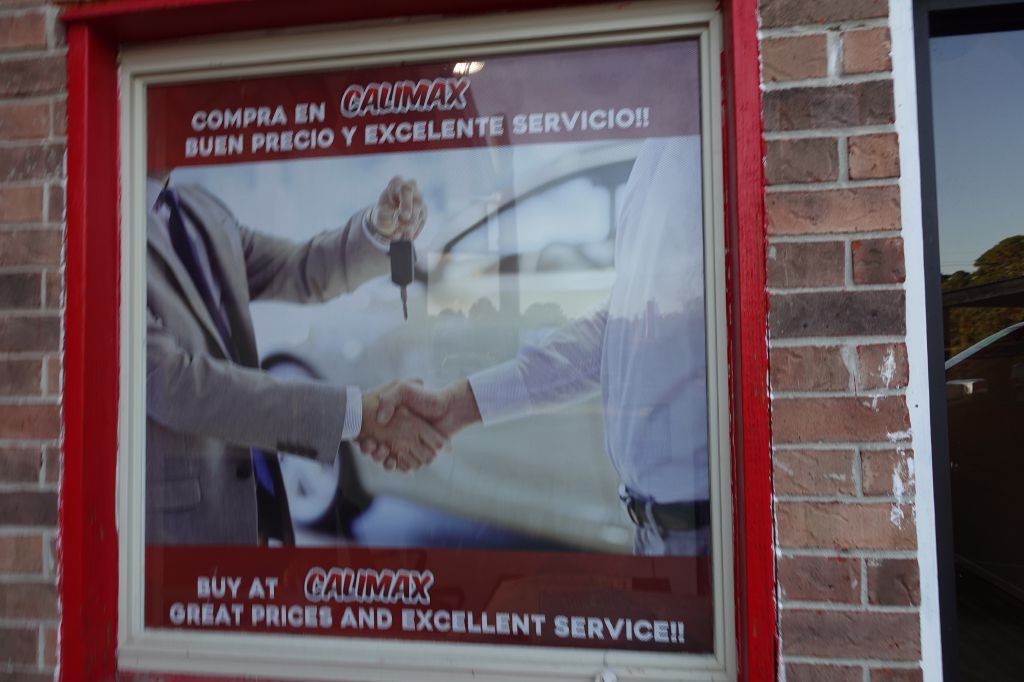 COMPRA EN CALIMAX
BUEN PRECIO Y EXCELENTE SERVICIO!!
BUY AT CALIMAX
GREAT PRICES AND EXCELLENT SERVICE!!